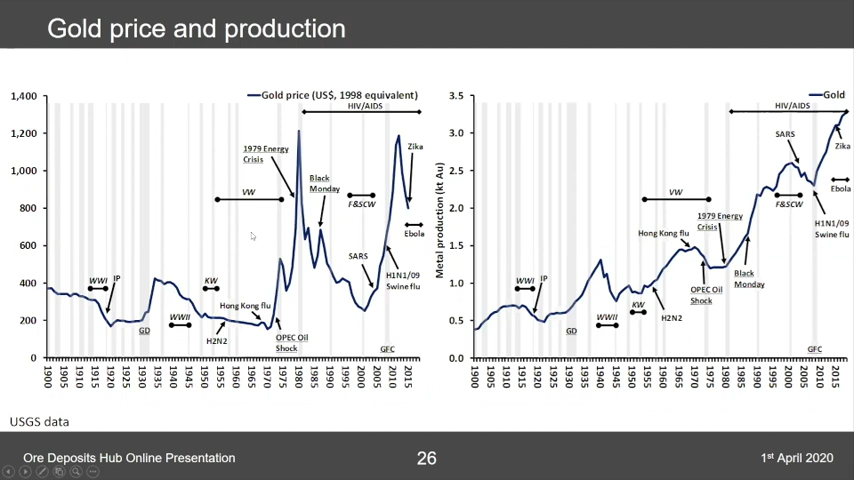 Gold price and production
Gold price (US$, 1998 equivalent)
HIV/AIDS
1,400
1,200
1,000
800
600
400
200
0
1979 Energy
Crisis
VW
Black
Monday
F&SCW
Zika
Ebola
SARS
H1N1/09
Swine flu
WWI
IP
KW
WWII
Hong Kong flu
GD
H2N2
OPEC Oil
Shock
GFC
1900
1905
1910
1915
1920
1925
1930
1935
1940
1945
1950
1955
1960
1965
1970
1975
1980
1985
1990
1995
2000
2005
2010
2015
Gold
HIV/AIDS
Metal production (kt Au)
3.5
3.0
2.5
2.0
1.5
1.0
0.5
0.0
SARS
Zika
Ebola
VW
F&SCW
1979 Energy
Crisis
Hong Kong flu
H1N1/09
Swine flu
Black
Monday
OPEC Oil
Shock
WWI
IP
KW
H2N2
GD
WWII
GFC
1900
1905
1910
1915
1920
1925
1930
1935
1940
1945
1950
1955
1960
1965
1970
1975
1980
1985
1990
1995
2000
2005
2010
2015
USGS data
Ore Deposits Hub Online Presentation
26
1st April 2020